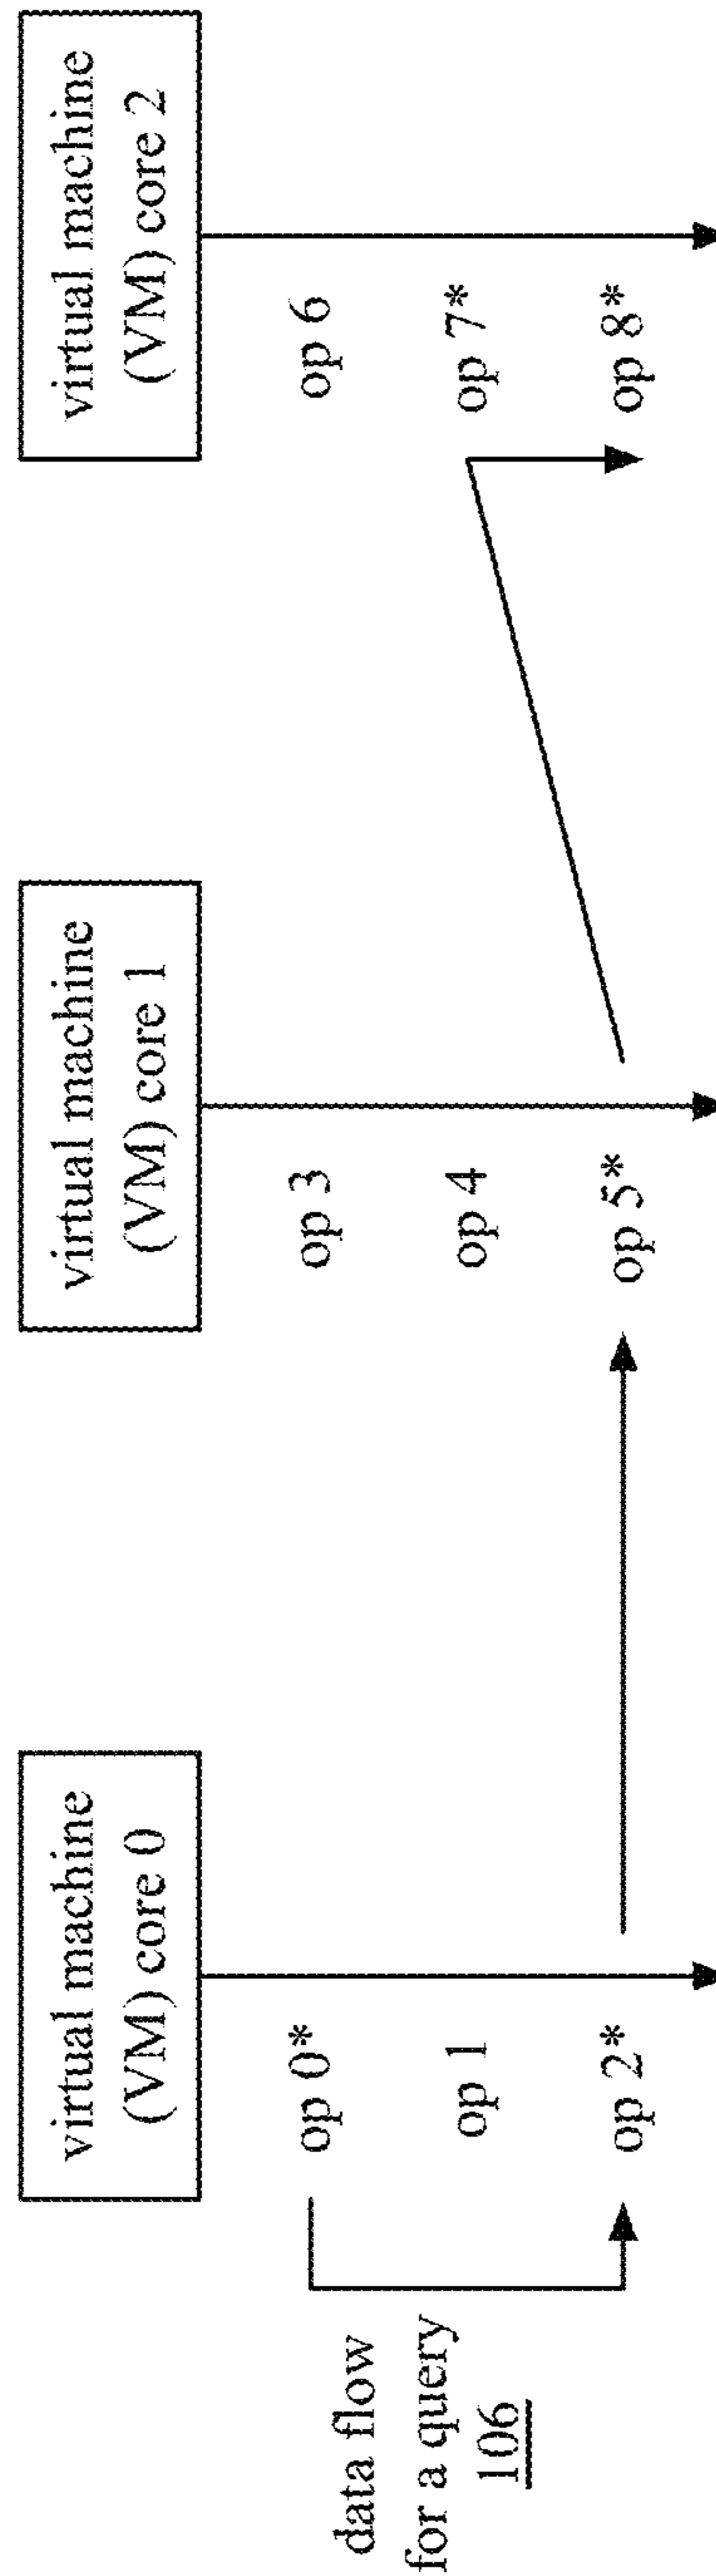 virtual machine
(VM) core 0
virtual machine
(VM) core 1
virtual machine
(VM) core 2
op 0*
op 3
op 6
data flow
for a query
106
op 1
op 4
op 7*
op 2*
op 5*
op 8*